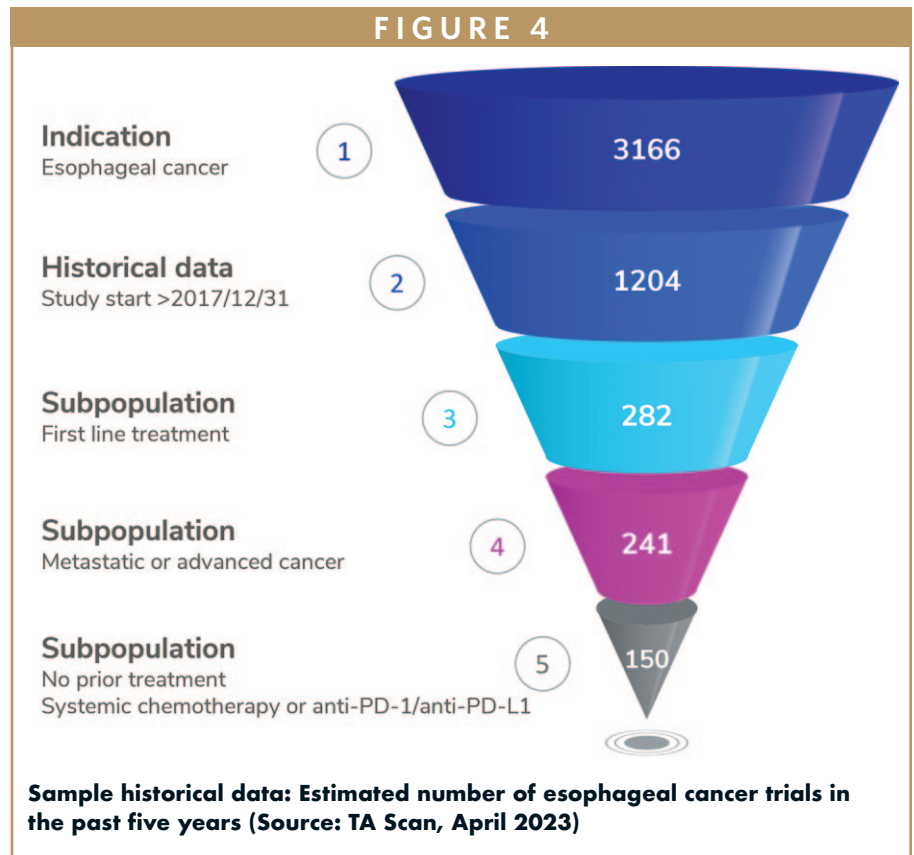 FIGURE 4
Indication
Esophageal cancer
1
3166
Historical data
Study start >2017/12/31
2
1204
Subpopulation
First line treatment
3
282
Subpopulation
Metastatic or advanced cancer
4
241
Subpopulation
No prior treatment
Systemic chemotherapy or anti-PD-1/anti-PD-L1
5
150
Sample historical data: Estimated number of esophageal cancer trials in
the past five years (Source: TA Scan, April 2023)